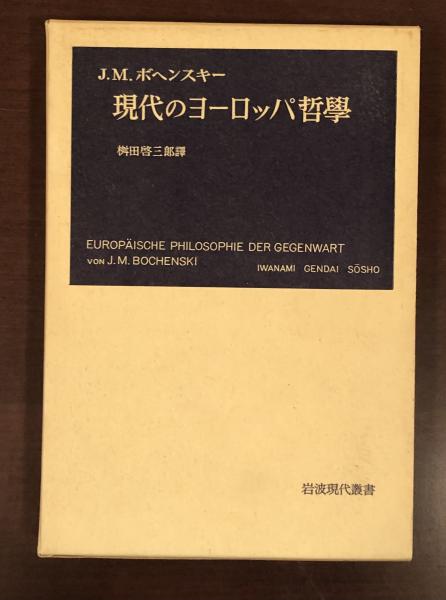 J.M.ボヘンスキー
現代のヨーロッパ哲學
桝田啓三郎譯
EUROPÄISCHE PHILOSOPHIE DER GEGENWART
VON J.M.BOCHENSKI
IWANAMI GENDAI SŌSHO
岩波現代叢書